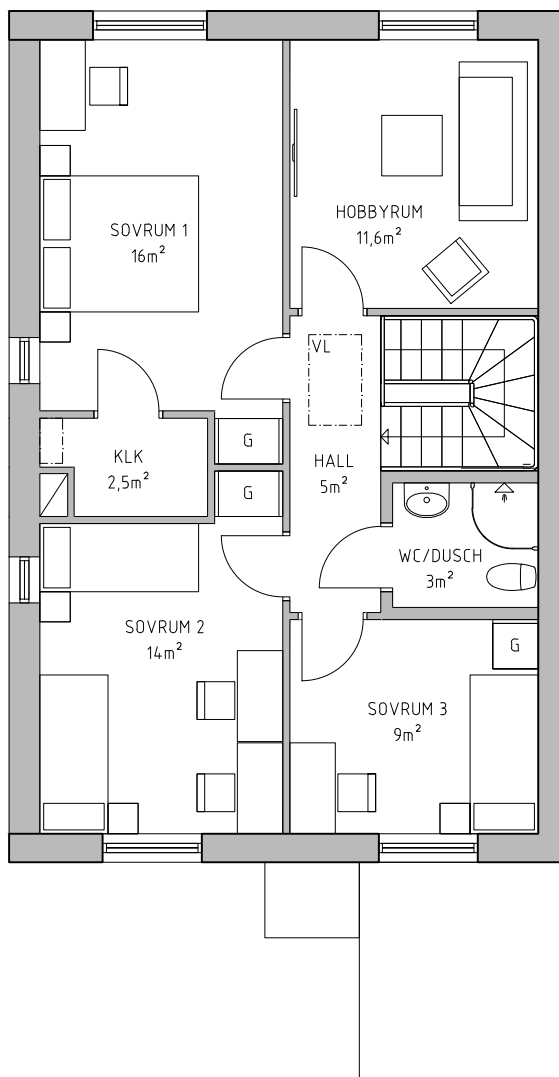 HOBBYRUM
11,6m²
SOVRUM 1
16m²
VL
G
KLK
2,5m²
HALL
5m²
G
WC/DUSCH
3m²
SOVRUM 2
14m²
G
SOVRUM 3
9m²